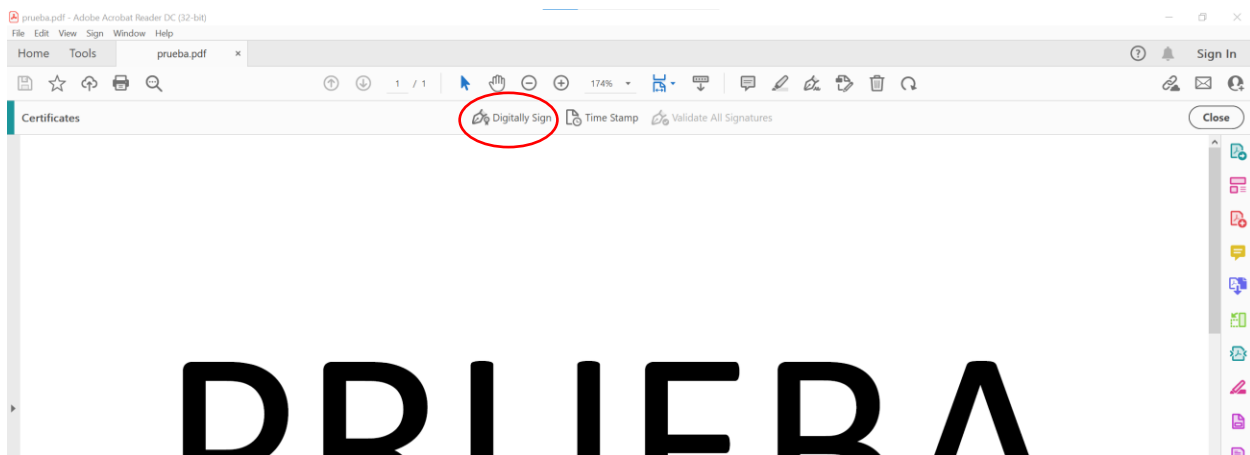 prueba.pdf - Adobe Acrobat Reader DC (32-bit)
File Edit View Sign Window Help
Home Tools prueba.pdf × Sign In
1 / 1 174%
Certificates Digitally Sign Time Stamp Validate All Signatures Close
PRUEBA